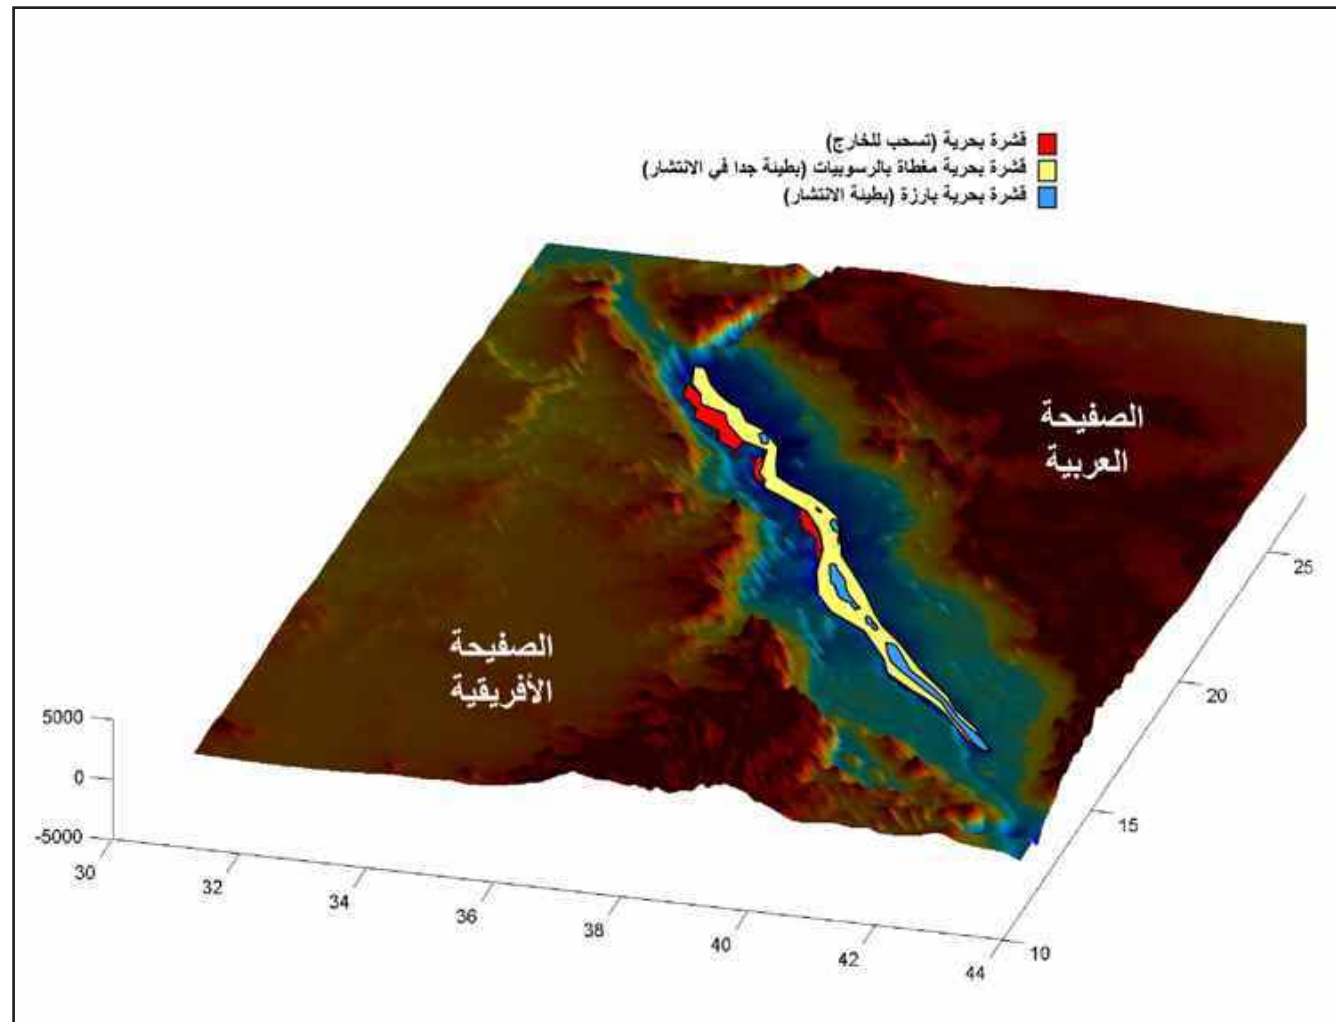 قشرة بحرية (تسحب للخارج)
قشرة بحرية مغطاة بالرسوبيات (بطيئة جدا في الانتشار)
قشرة بحرية بارزة (بطيئة الانتشار)
الصفيحة
العربية
الصفيحة
الأفريقية
5000
0
-5000
30
32
34
36
38
40
42
44
10
15
20
25